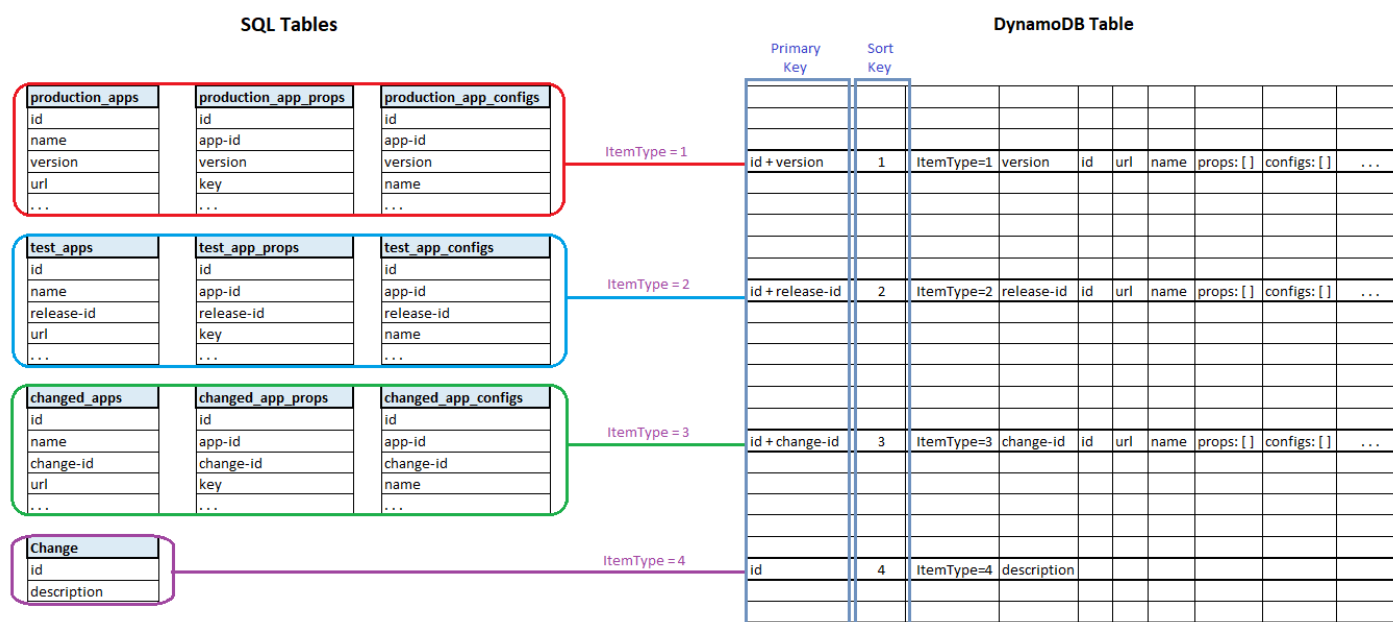 SQL Tables
DynamoDB Table
Primary Key
Sort Key
production_apps production_app_props production_app_configs
id id id
name app-id app-id
version version version
url key name
... ... ...
ItemType = 1
id + version 1 ItemType=1 version id url name props: [ ] configs: [ ] ...
test_apps test_app_props test_app_configs
id id id
name app-id app-id
release-id release-id release-id
url key name
... ... ...
ItemType = 2
id + release-id 2 ItemType=2 release-id id url name props: [ ] configs: [ ] ...
changed_apps changed_app_props changed_app_configs
id id id
name app-id app-id
change-id change-id change-id
url key name
... ... ...
ItemType = 3
id + change-id 3 ItemType=3 change-id id url name props: [ ] configs: [ ] ...
Change
id
description
ItemType = 4
id 4 ItemType=4 description